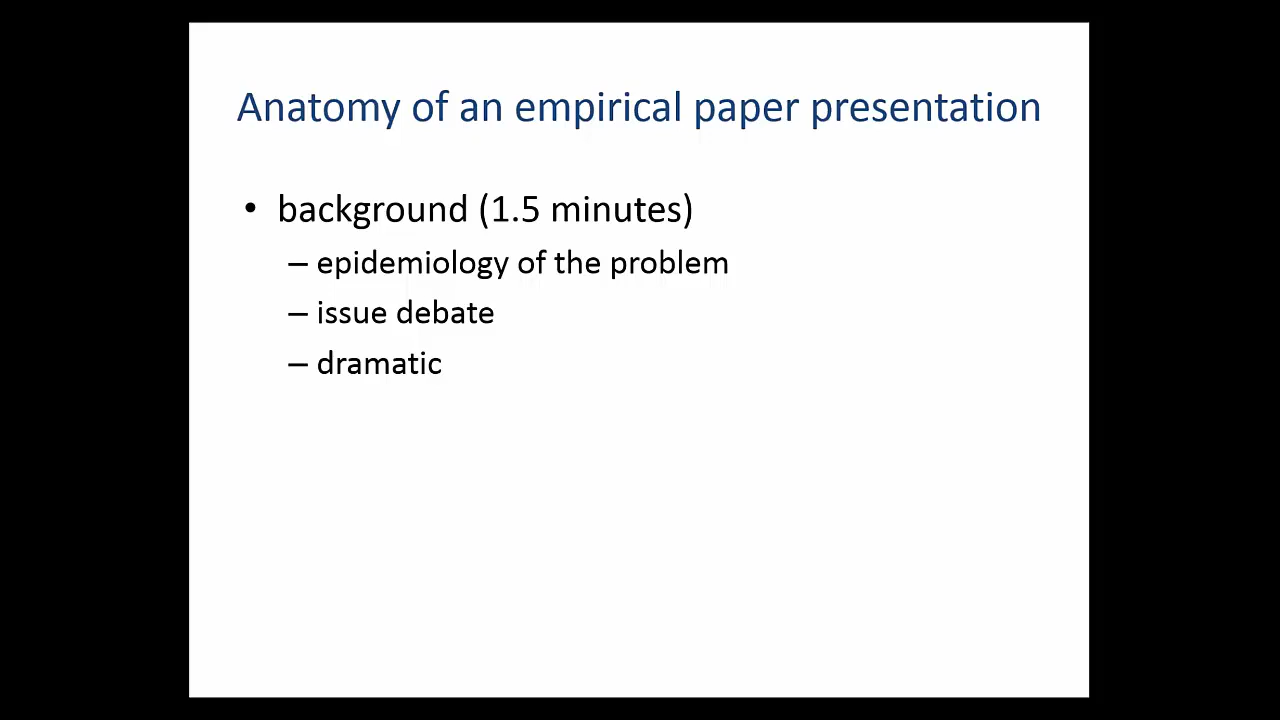 Anatomy of an empirical paper presentation
• background (1.5 minutes)
– epidemiology of the problem
– issue debate
– dramatic